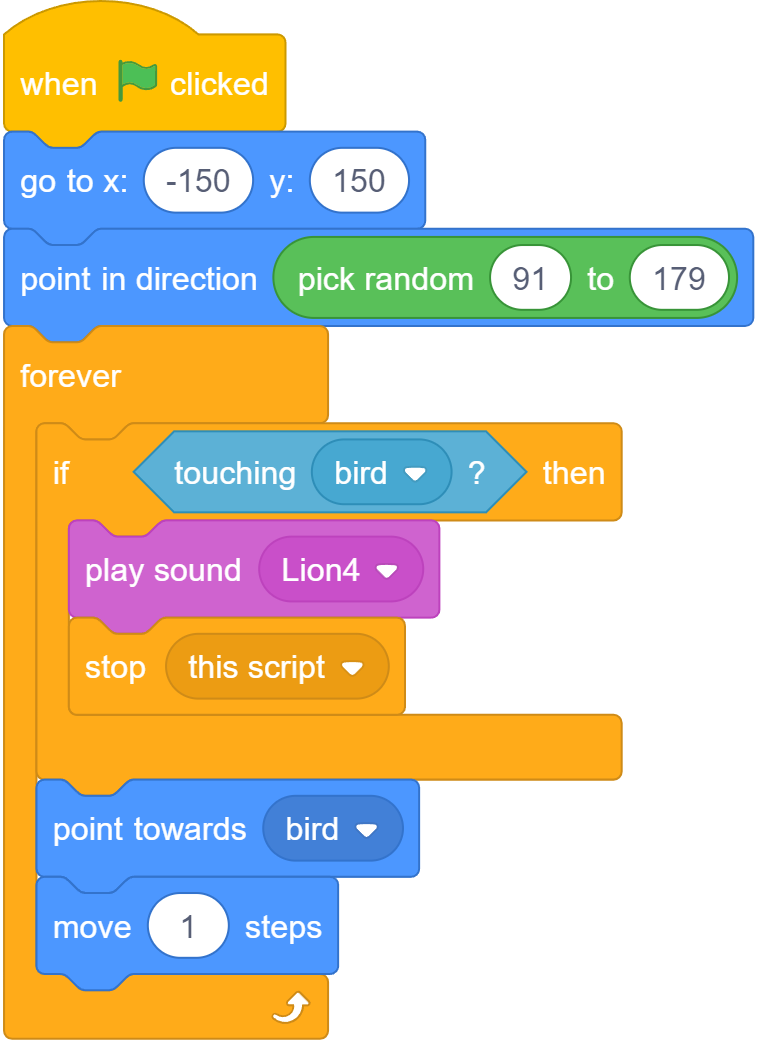 when clicked
go to x: -150 y: 150
point in direction pick random 91 to 179
forever
if touching bird ? then
play sound Lion4
stop this script
point towards bird
move 1 steps